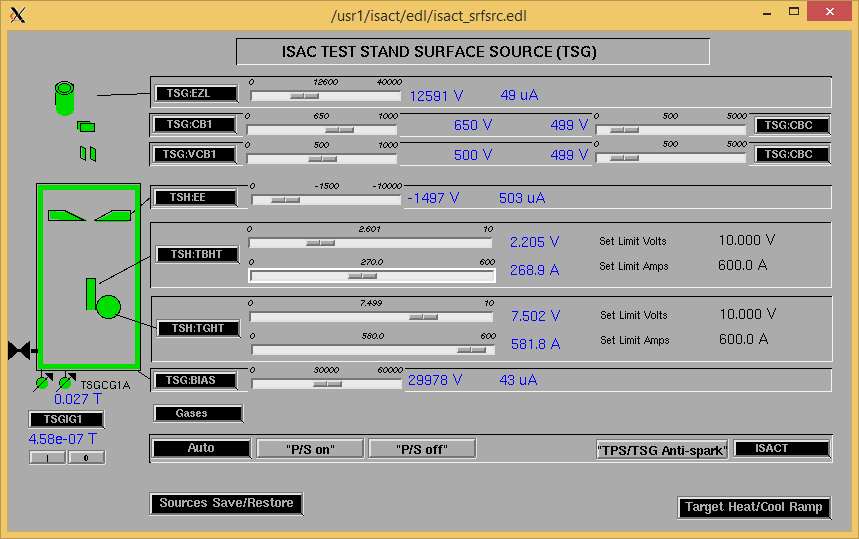 /usr1/isact/edl/isact_srfsrc.edl
ISAC TEST STAND SURFACE SOURCE (TSG)
0 12600 40000
TSG:EZL 12591 V 49 uA
0 650 1000 0 500 5000
TSG:CB1 650 V 499 V TSG:CBC
0 500 1000 0 500 5000
TSG:VCB1 500 V 499 V TSG:CBC
0 -1500 -10000
TSH:EE -1497 V 503 uA
0 2.601 10
2.205 V Set Limit Volts 10.000 V
TSH:TBHT
0 270.0 600
268.9 A Set Limit Amps 600.0 A
0 7.499 10
7.502 V Set Limit Volts 10.000 V
TSH:TGHT
0 580.0 600
581.8 A Set Limit Amps 600.0 A
0 30000 60000
TSG:BIAS 29978 V 43 uA
TSGCG1A
0.027 T
Gases
TSGIG1
4.58e-07 T
I 0
Auto "P/S on" "P/S off" "TPS/TSG Anti-spark" ISACT
Sources Save/Restore
Target Heat/Cool Ramp